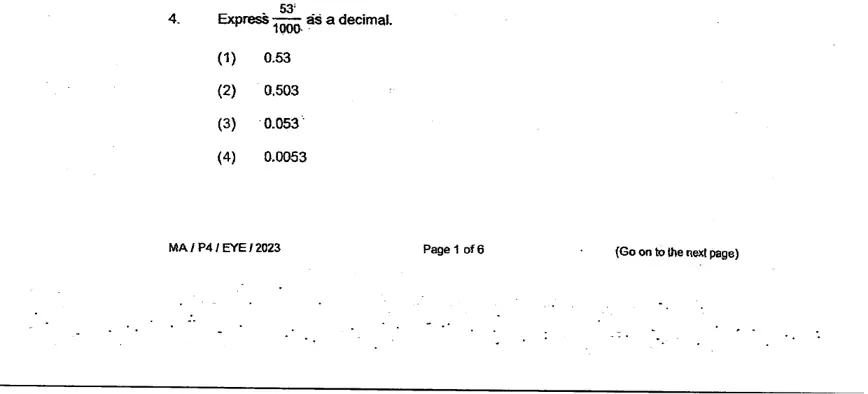 4. Express 53/1000 as a decimal.
(1) 0.53
(2) 0.503
(3) 0.053
(4) 0.0053
MA / P4 / EYE / 2023 Page 1 of 6 (Go on to the next page)